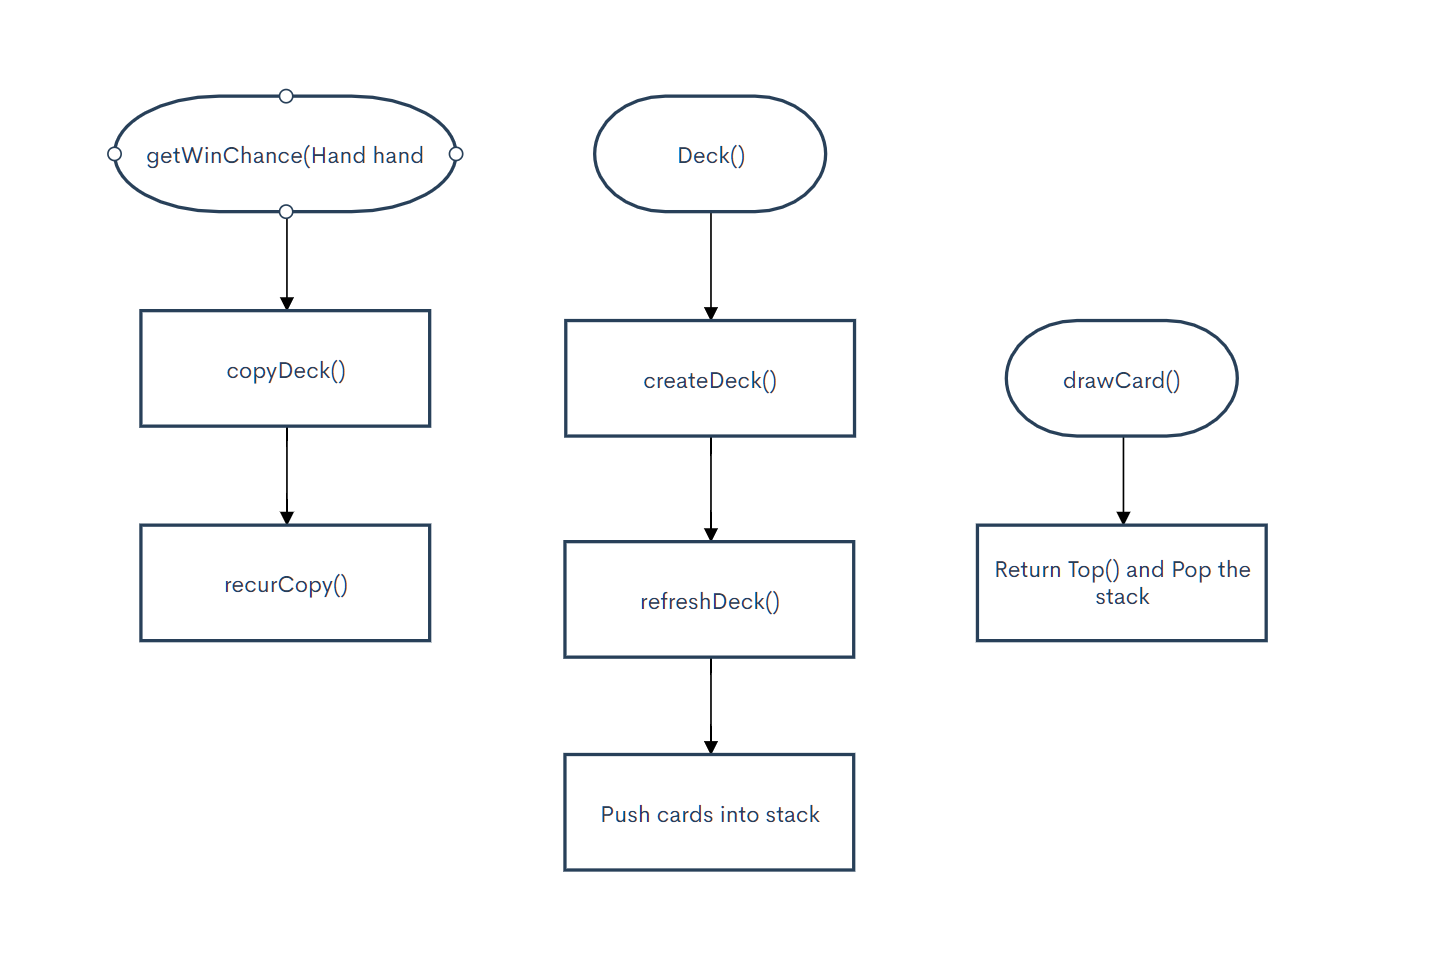 getWinChance(Hand hand
copyDeck()
recurCopy()
Deck()
createDeck()
refreshDeck()
Push cards into stack
drawCard()
Return Top() and Pop the
stack